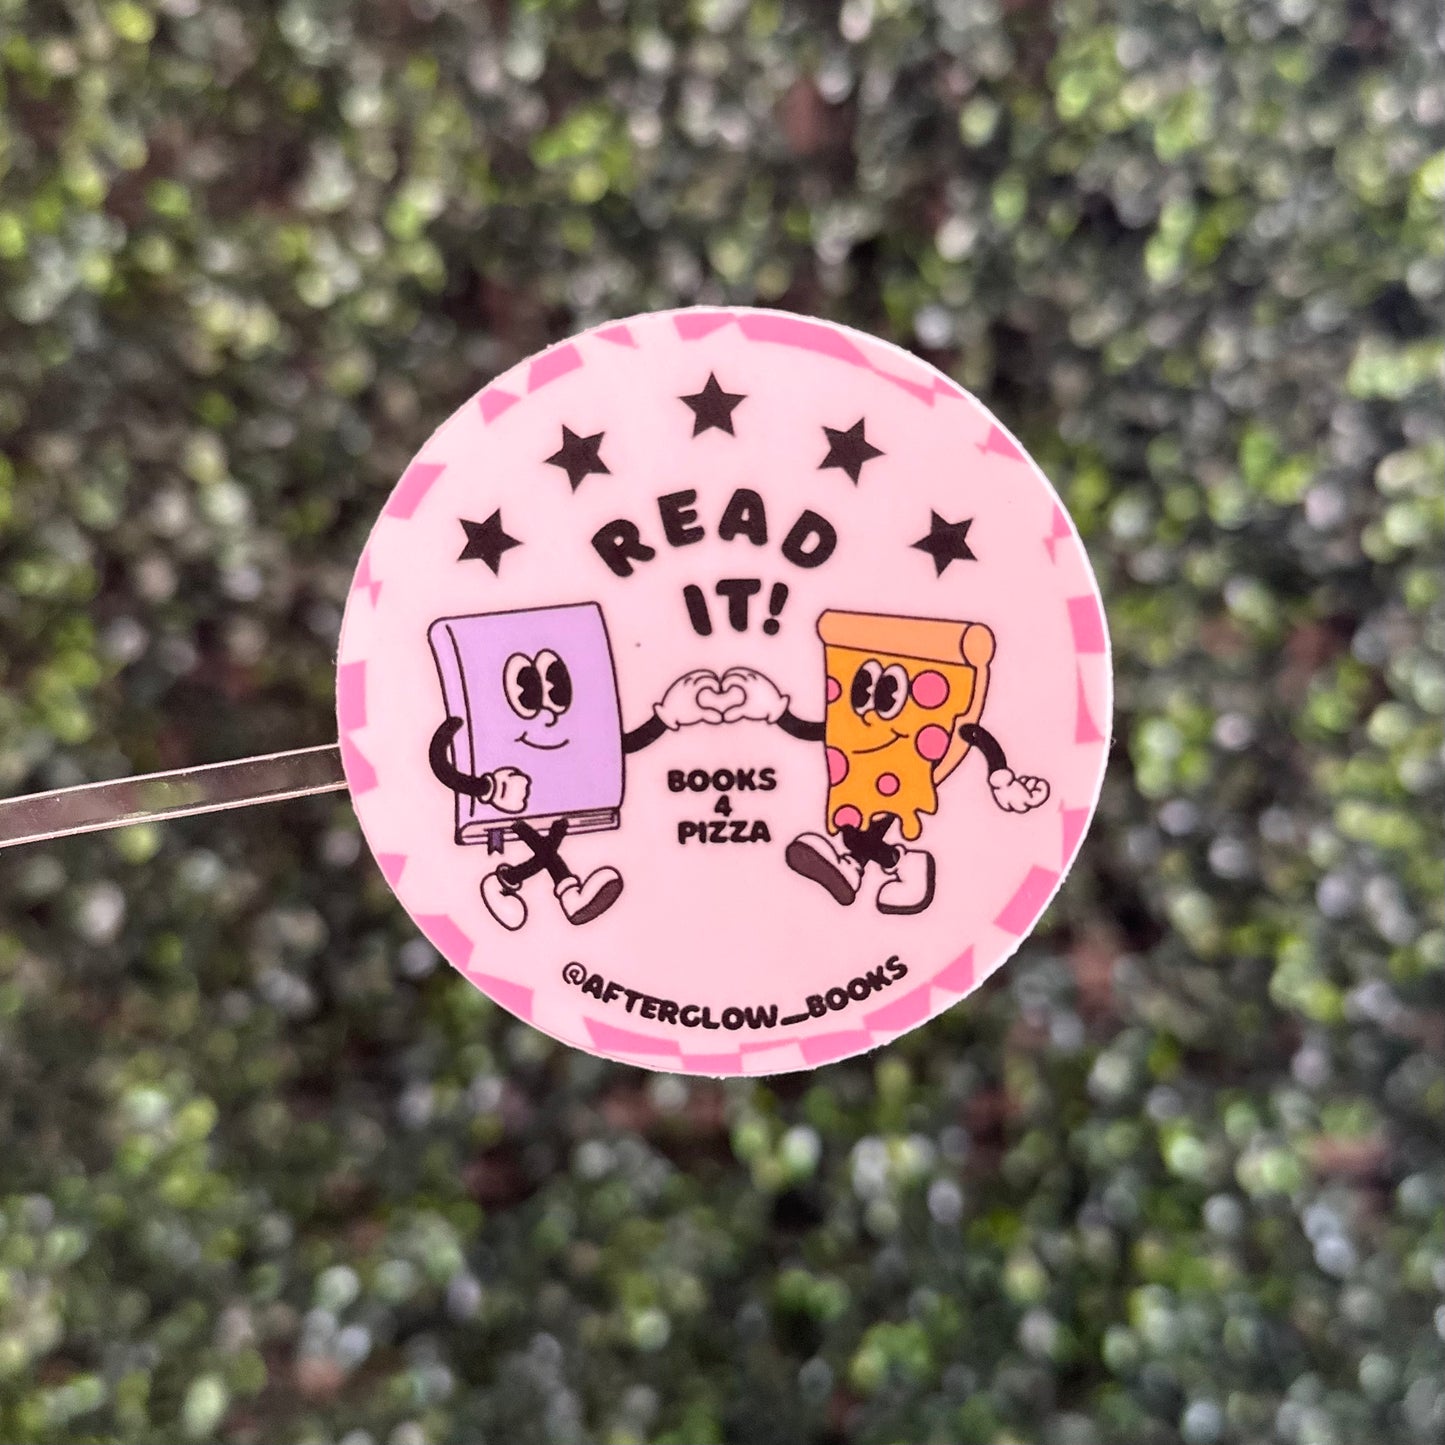 READ
IT!
BOOKS
4
PIZZA
@AFTERGLOW_BOOKS